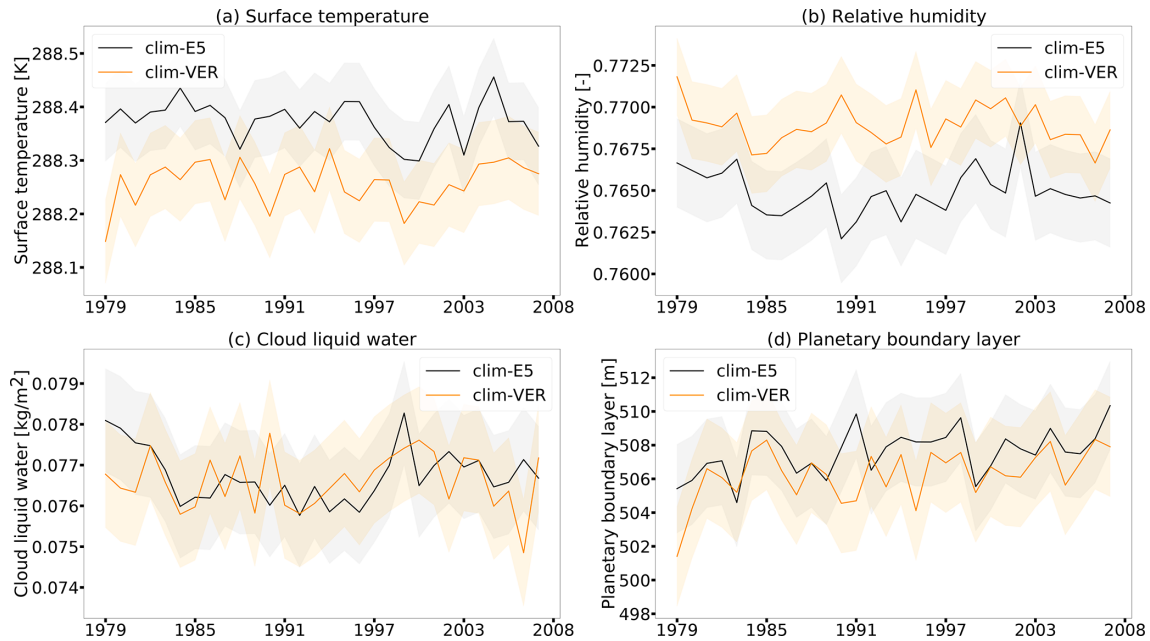 (a) Surface temperature
clim-E5
clim-VER
Surface temperature [K]
288.5
288.4
288.3
288.2
288.1
1979 1985 1991 1997 2003 2008
(b) Relative humidity
clim-E5
clim-VER
Relative humidity [-]
0.7725
0.7700
0.7675
0.7650
0.7625
0.7600
1979 1985 1991 1997 2003 2008
(c) Cloud liquid water
clim-E5
clim-VER
Cloud liquid water [kg/m2]
0.079
0.078
0.077
0.076
0.075
0.074
1979 1985 1991 1997 2003 2008
(d) Planetary boundary layer
clim-E5
clim-VER
Planetary boundary layer [m]
512
510
508
506
504
502
500
498
1979 1985 1991 1997 2003 2008